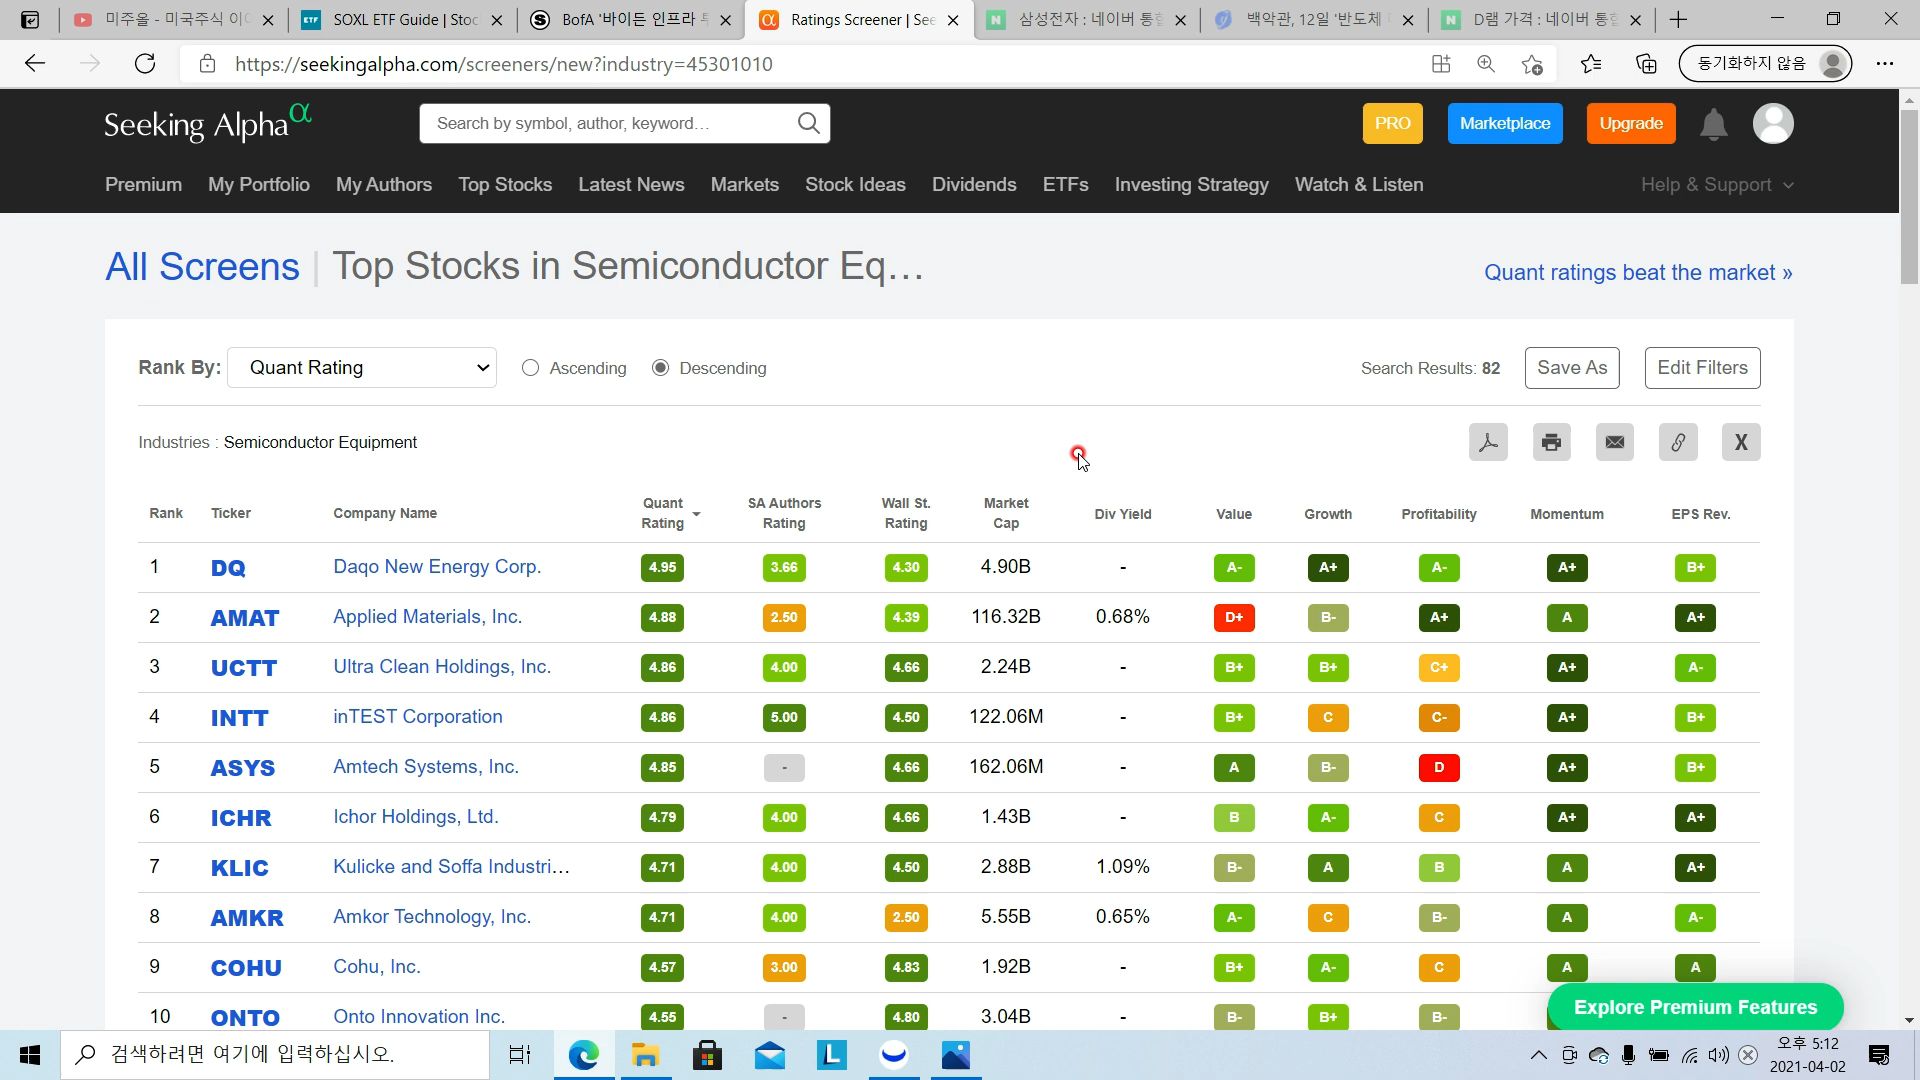 미주울 - 미국주식 이
SOXL ETF Guide | Stoc
BofA '바이든 인프라 투
Ratings Screener | See
삼성전자 : 네이버 통합
백악관, 12일 '반도체
D램 가격 : 네이버 통합
https://seekingalpha.com/screeners/new?industry=45301010
동기화하지 않음
Seeking Alpha α
Search by symbol, author, keyword...
PRO
Marketplace
Upgrade
Premium My Portfolio My Authors Top Stocks Latest News Markets Stock Ideas Dividends ETFs Investing Strategy Watch & Listen Help & Support
All Screens | Top Stocks in Semiconductor Eq...
Quant ratings beat the market »
Rank By: Quant Rating Ascending Descending Search Results: 82 Save As Edit Filters
Industries : Semiconductor Equipment
X
Rank Ticker Company Name Quant Rating SA Authors Rating Wall St. Rating Market Cap Div Yield Value Growth Profitability Momentum EPS Rev.
1 DQ Daqo New Energy Corp. 4.95 3.66 4.30 4.90B - A- A+ A- A+ B+
2 AMAT Applied Materials, Inc. 4.88 2.50 4.39 116.32B 0.68% D+ B- A+ A A+
3 UCTT Ultra Clean Holdings, Inc. 4.86 4.00 4.66 2.24B - B+ B+ C+ A+ A-
4 INTT inTEST Corporation 4.86 5.00 4.50 122.06M - B+ C C- A+ B+
5 ASYS Amtech Systems, Inc. 4.85 - 4.66 162.06M - A B- D A+ B+
6 ICHR Ichor Holdings, Ltd. 4.79 4.00 4.66 1.43B - B A- C A+ A+
7 KLIC Kulicke and Soffa Industri... 4.71 4.00 4.50 2.88B 1.09% B- A B A A+
8 AMKR Amkor Technology, Inc. 4.71 4.00 2.50 5.55B 0.65% A- C B- A A-
9 COHU Cohu, Inc. 4.57 3.00 4.83 1.92B - B+ A- C A A
10 ONTO Onto Innovation Inc. 4.55 - 4.80 3.04B - B- B+ B-
Explore Premium Features
검색하려면 여기에 입력하십시오.
L
오후 5:12
2021-04-02